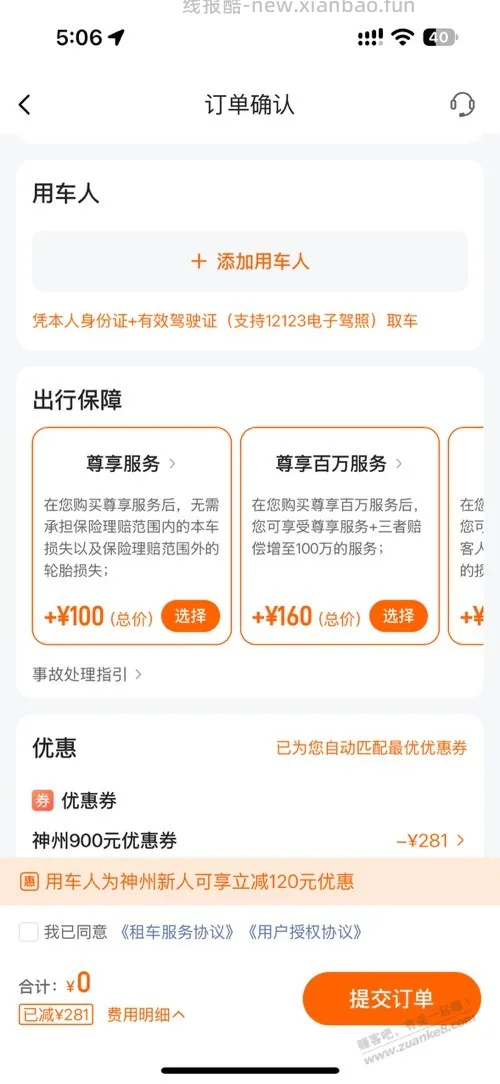 线报酷-new.xianbao.fun
5:06
40
订单确认
用车人
+ 添加用车人
凭本人身份证+有效驾驶证（支持12123电子驾照）取车
出行保障
尊享服务 >
在您购买尊享服务后，无需
承担保险理赔范围内的本车
损失以及保险理赔范围外的
轮胎损失；
+¥100 (总价) 选择
尊享百万服务 >
在您购买尊享百万服务后，
您可享受尊享服务+三者赔
偿增至100万的服务；
+¥160 (总价) 选择
在您
您可
客人
的损
+¥
事故处理指引 >
优惠
已为您自动匹配最优优惠券
券 优惠券
神州900元优惠券
-¥281 >
惠 用车人为神州新人可享立减120元优惠
我已同意 《租车服务协议》《用户授权协议》
合计: ¥0
已减¥281 费用明细
提交订单
赚客吧，有奖一起赚！
www.zuanke8.com